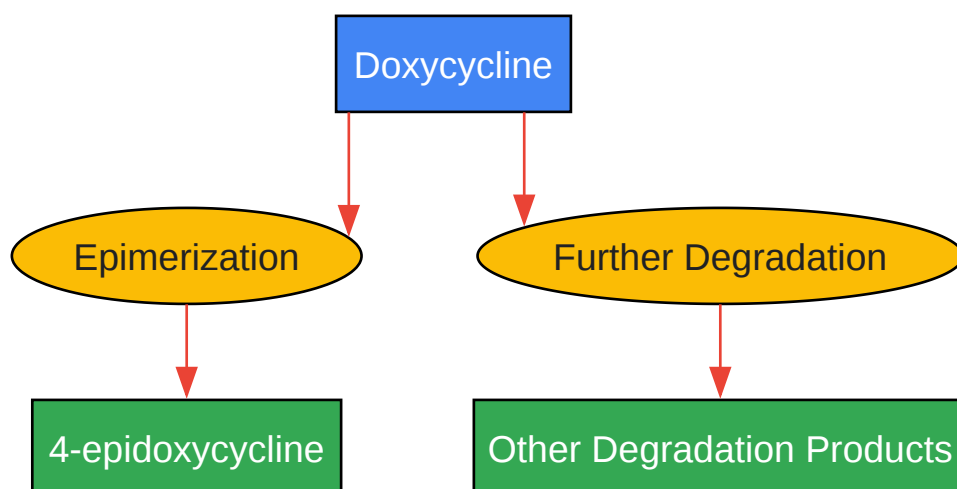 Doxycycline
Epimerization
Further Degradation
4-epidoxycycline
Other Degradation Products